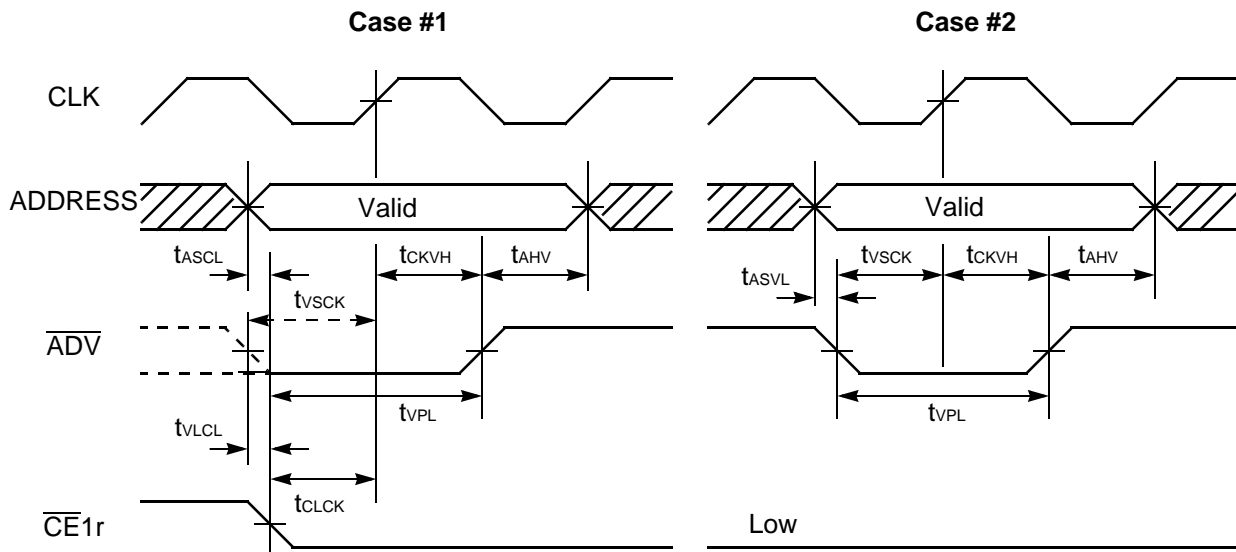 Case #1 Case #2
CLK
ADDRESS Valid Valid
tASCL tCKVH tAHV tVSCK tCKVH tAHV
tVSCK tASVL
ADV
tVPL tVPL
tVLCL
tCLCK
CE1r Low